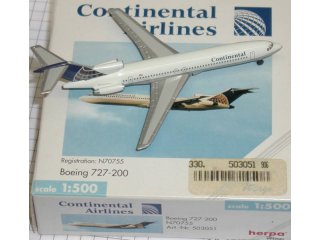 Continental
Airlines
Continental
Registration: N70755
Boeing 727-200
330. 503051 906
scale 1:500
Continental
Airlines
Boeing 727-200
Art.-Nr. 503051
scale 1:500
herpa